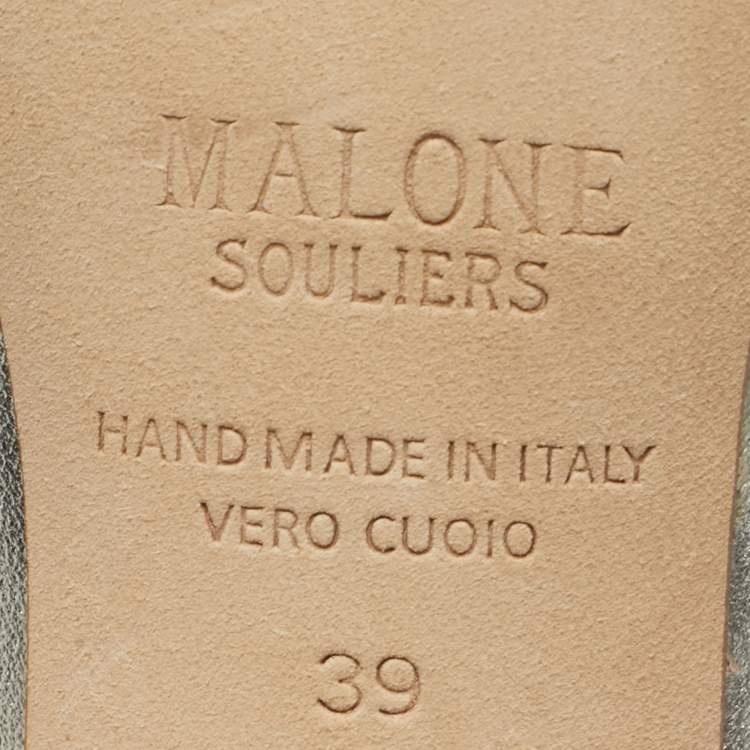 MALONE
SOULIERS
HAND MADE IN ITALY
VERO CUOIO
39